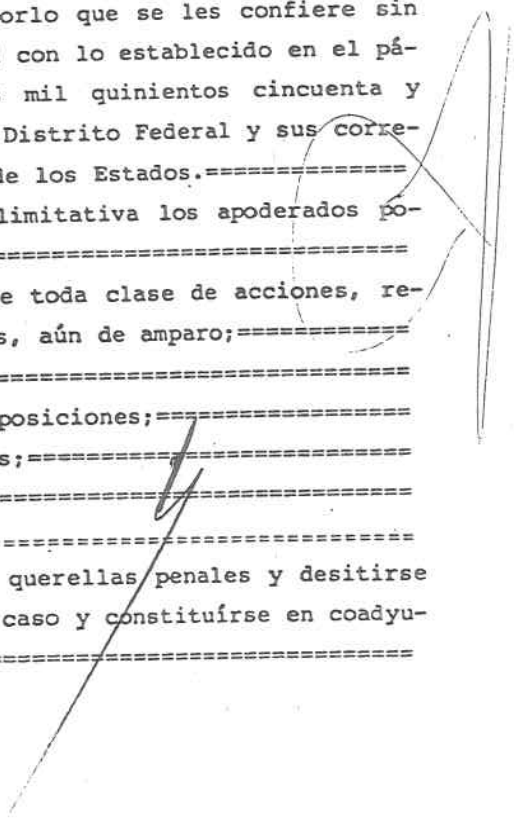 orlo que se les confiere sin
con lo establecido en el pá-
mil quinientos cincuenta y
Distrito Federal y sus corre-
de los Estados.==============
limitativa los apoderados po-
=============================
e toda clase de acciones, re-
s, aún de amparo;============
=============================
posiciones;==================
s;===========================
=============================
=============================
querellas penales y desitirse
caso y constituírse en coadyu-
=============================